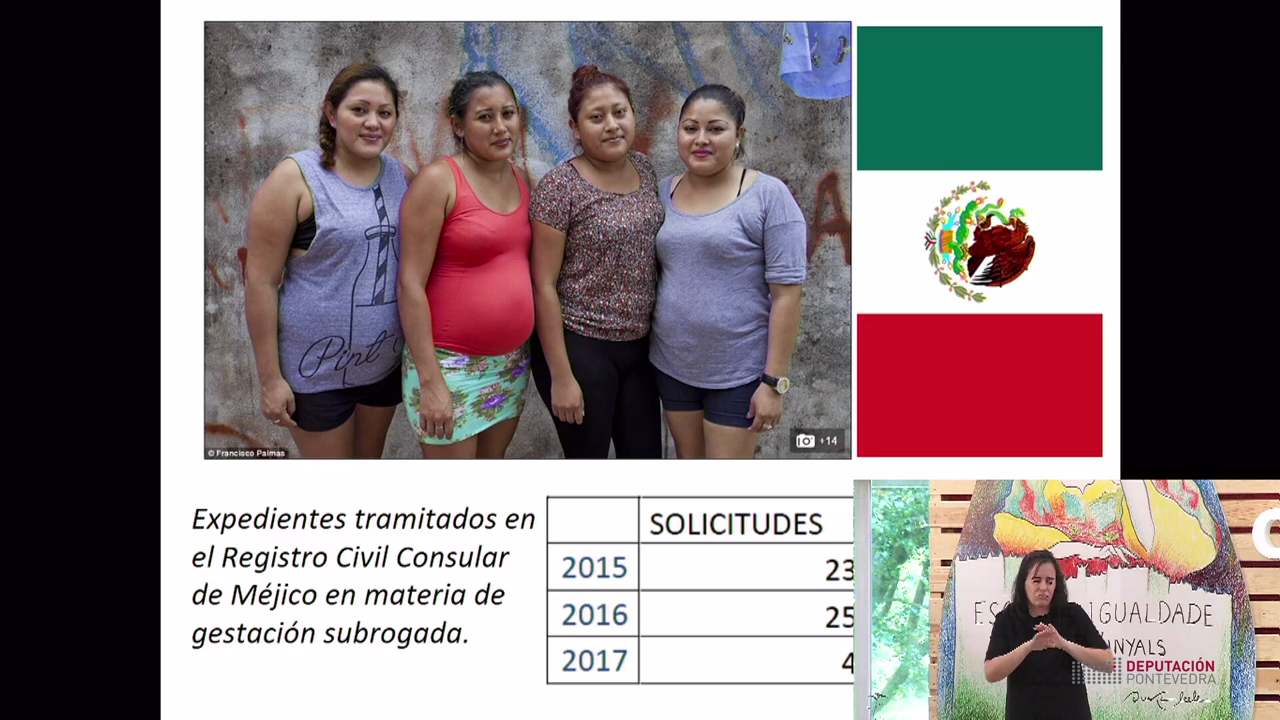 Pint
+14
© Francisco Palmas
Expedientes tramitados en
el Registro Civil Consular
de Méjico en materia de
gestación subrogada.
SOLICITUDES
2015 23
2016 25
2017 4
IGUALDADE
DEPUTACIÓN
PONTEVEDRA